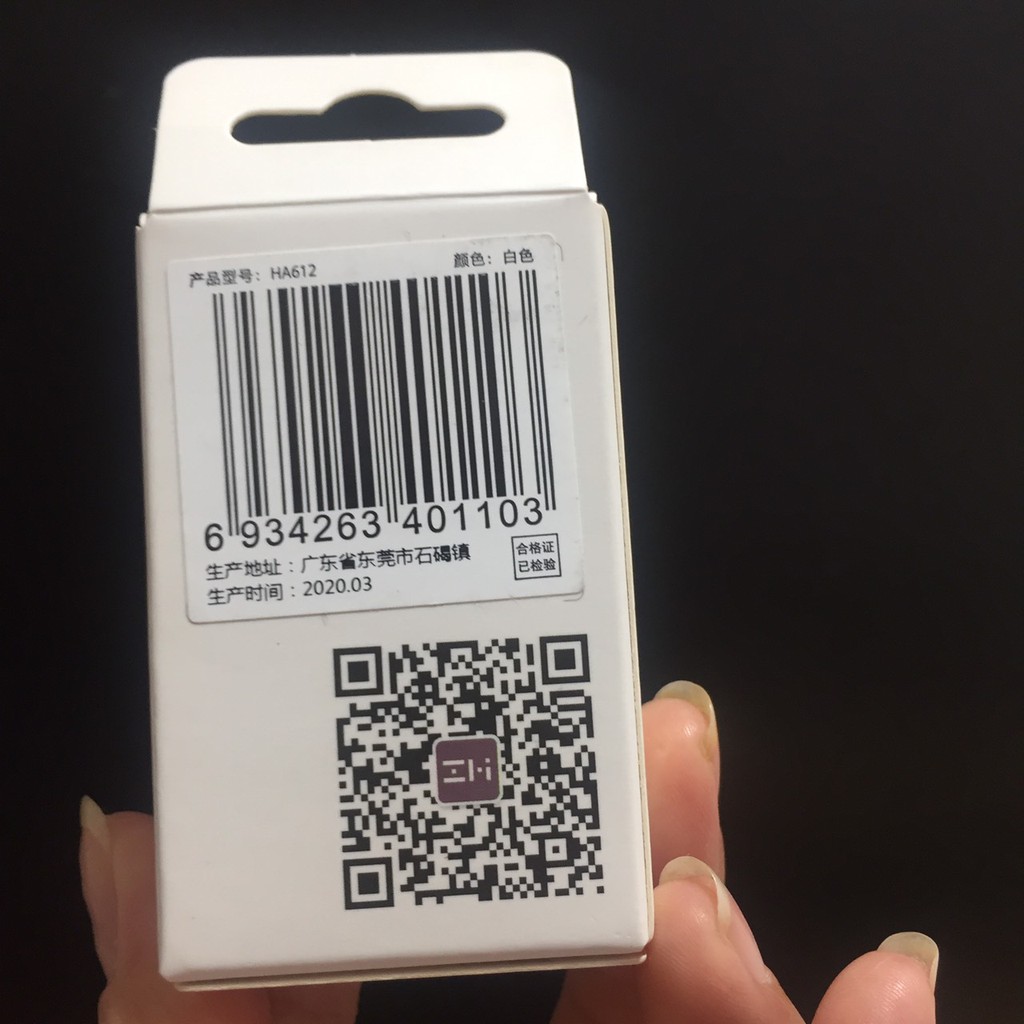 产品型号：HA612
颜色：白色
6 934263 401103
生产地址：广东省东莞市石碣镇
生产时间：2020.03
合格证
已检验